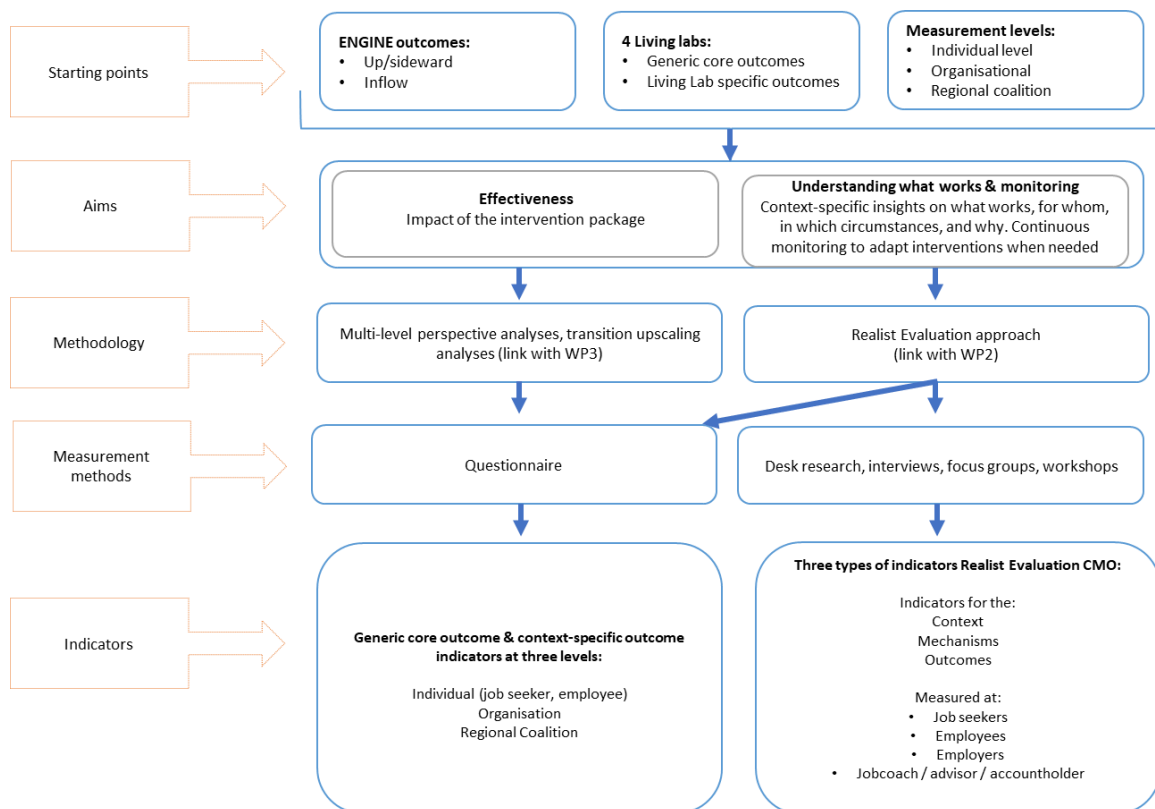 Starting points
ENGINE outcomes:
• Up/sideward
• Inflow
4 Living labs:
• Generic core outcomes
• Living Lab specific outcomes
Measurement levels:
• Individual level
• Organisational
• Regional coalition
Aims
Effectiveness
Impact of the intervention package
Understanding what works & monitoring
Context-specific insights on what works, for whom,
in which circumstances, and why. Continuous
monitoring to adapt interventions when needed
Methodology
Multi-level perspective analyses, transition upscaling
analyses (link with WP3)
Realist Evaluation approach
(link with WP2)
Measurement
methods
Questionnaire
Desk research, interviews, focus groups, workshops
Indicators
Generic core outcome & context-specific outcome
indicators at three levels:
Individual (job seeker, employee)
Organisation
Regional Coalition
Three types of indicators Realist Evaluation CMO:
Indicators for the:
Context
Mechanisms
Outcomes
Measured at:
• Job seekers
• Employees
• Employers
• Jobcoach / advisor / accountholder